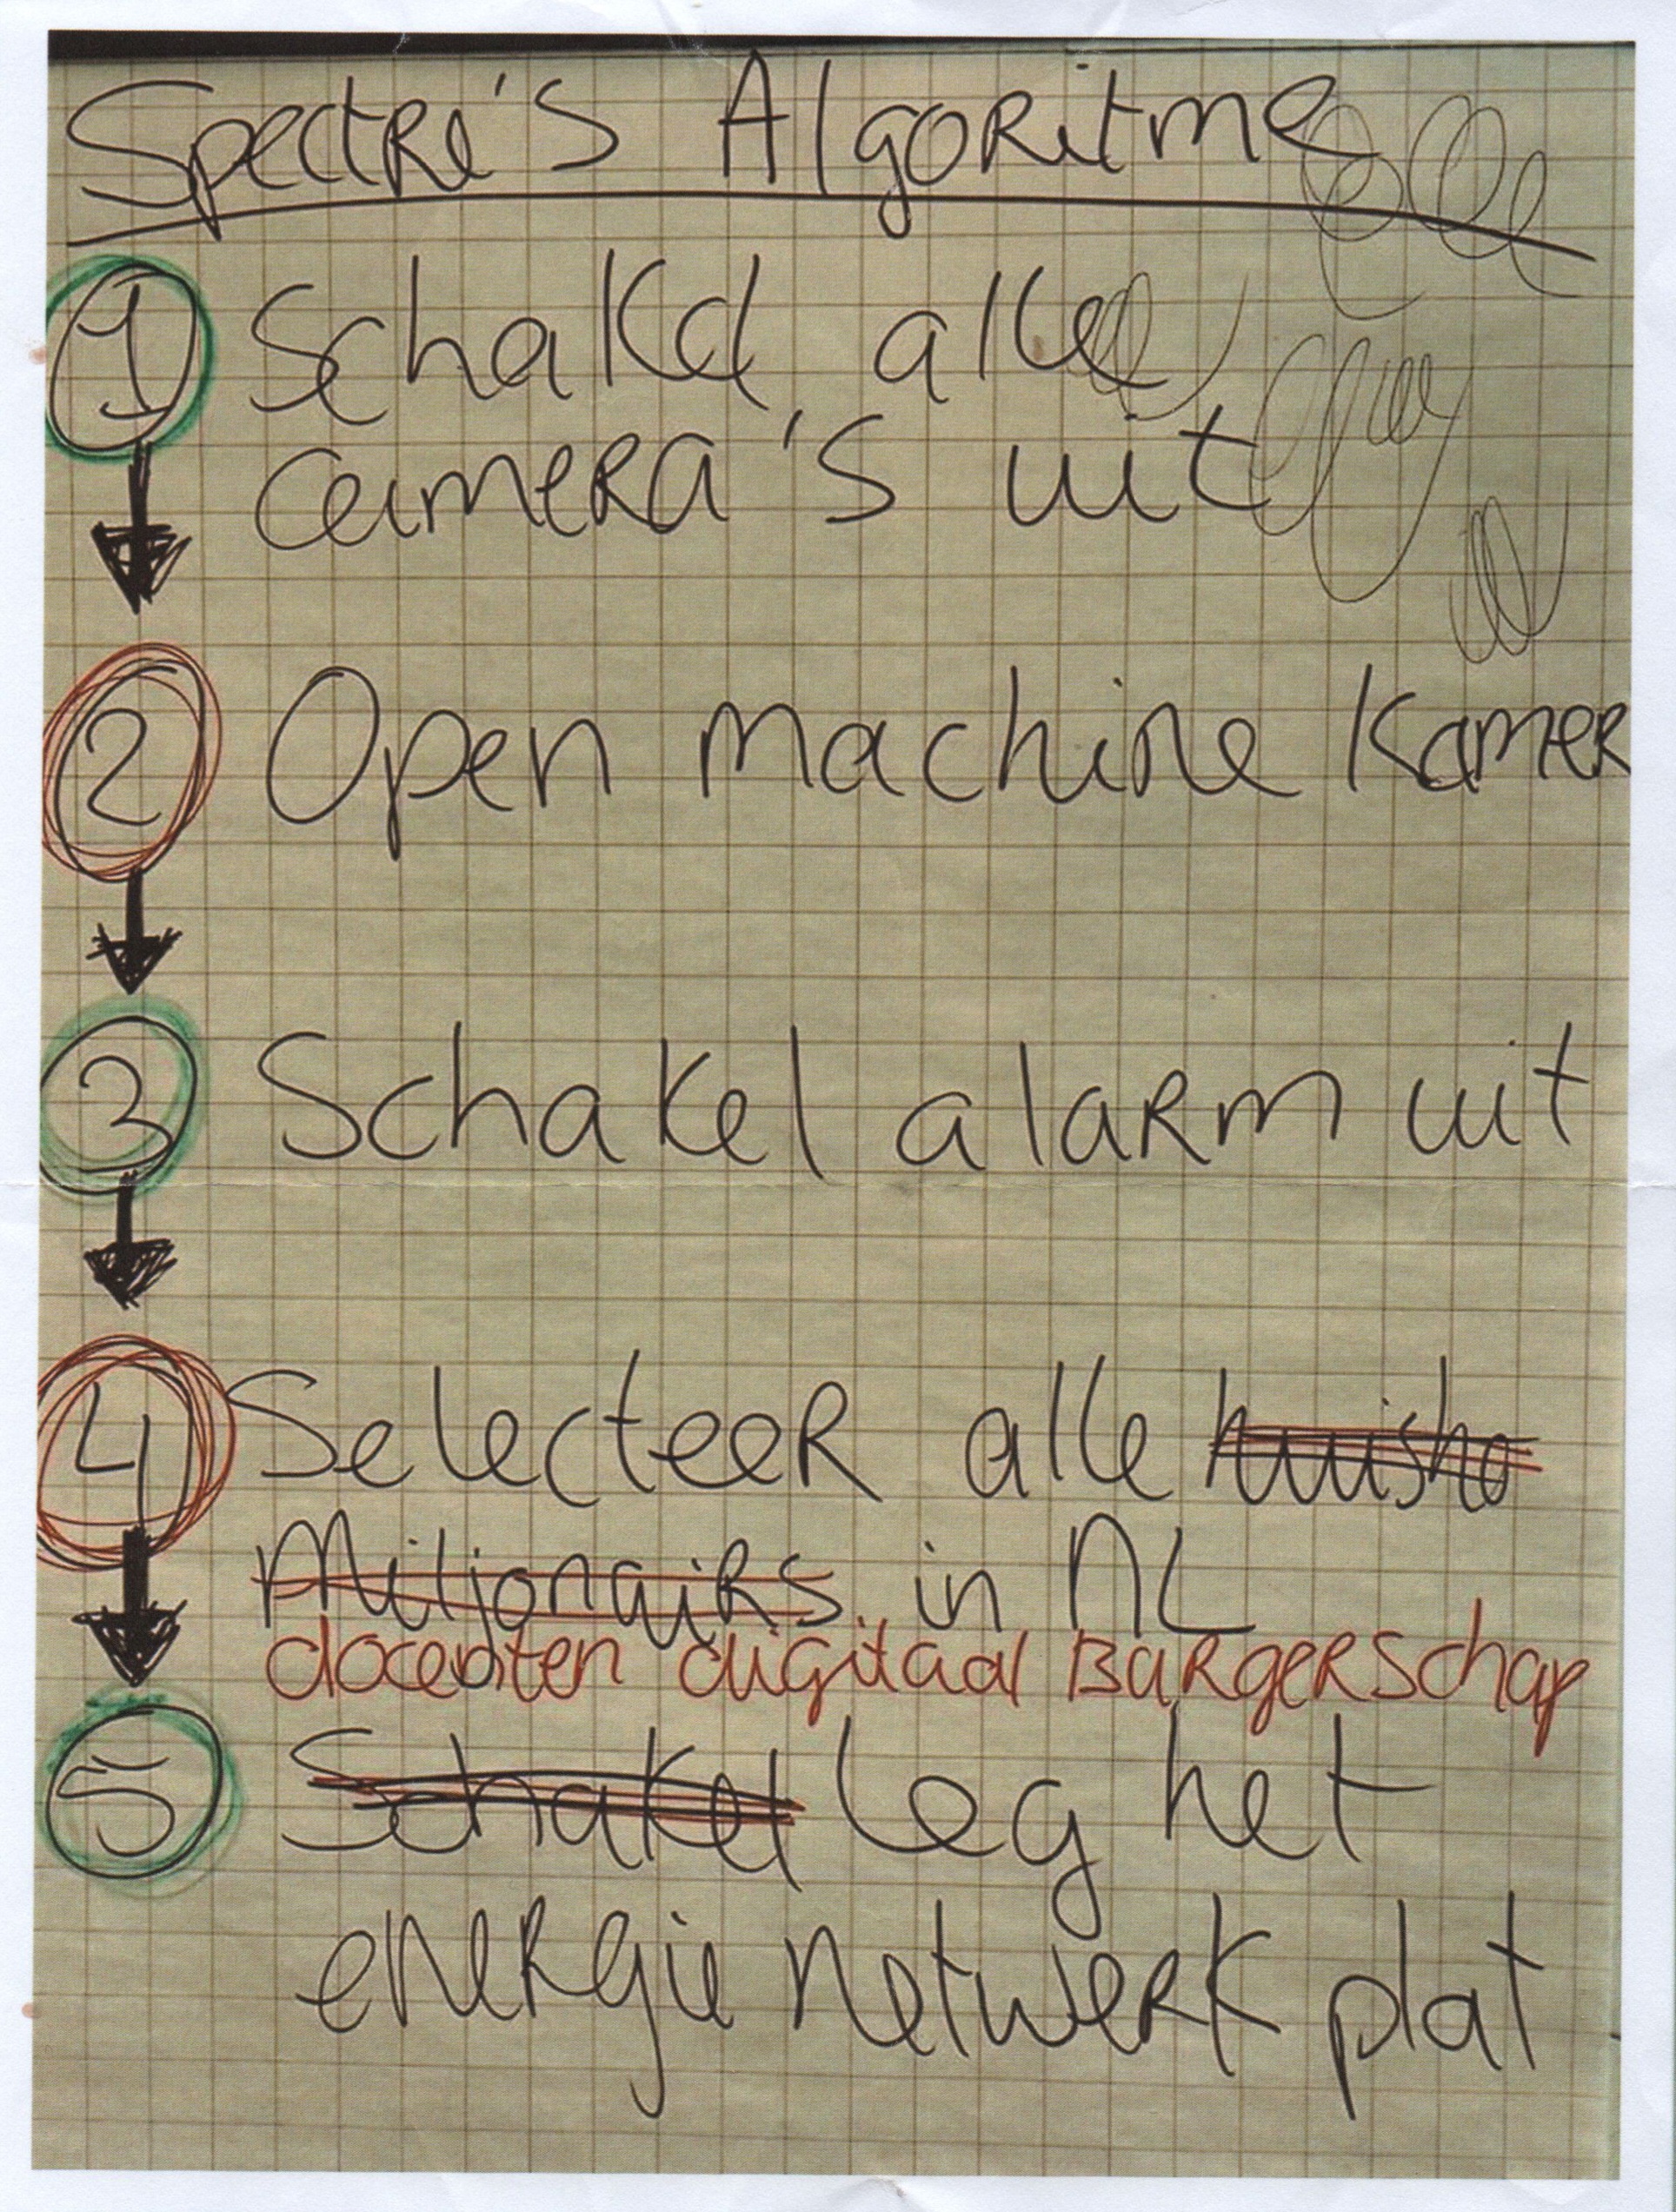 Spectre's Algoritme
1 Schakel alle
camera's uit
2 Open machine kamer
3 Schakel alarm uit
4 Selecteer alle huisho
Miljonairs in NL
docenten digitaal Burgerschap
5 Schakel leg het
energie netwerk plat